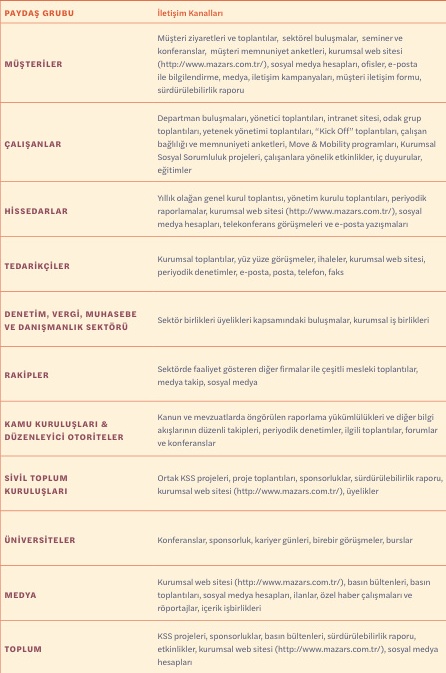 PAYDAŞ GRUBU
İletişim Kanalları
MÜŞTERİLER
Müşteri ziyaretleri ve toplantılar, sektörel buluşmalar, seminer ve
konferanslar, müşteri memnuniyet anketleri, kurumsal web sitesi
(http://www.mazars.com.tr/), sosyal medya hesapları, ofisler, e-posta
ile bilgilendirme, medya, iletişim kampanyaları, müşteri iletişim formu,
sürdürülebilirlik raporu
ÇALIŞANLAR
Departman buluşmaları, yönetici toplantıları, intranet sitesi, odak grup
toplantıları, yetenek yönetimi toplantıları, “Kick Off” toplantıları, çalışan
bağlılığı ve memnuniyeti anketleri, Move & Mobility programları, Kurumsal
Sosyal Sorumluluk projeleri, çalışanlara yönelik etkinlikler, iç duyurular,
eğitimler
HİSSEDARLAR
Yıllık olağan genel kurul toplantısı, yönetim kurulu toplantıları, periyodik
raporlamalar, kurumsal web sitesi (http://www.mazars.com.tr/), sosyal
medya hesapları, telekonferans görüşmeleri ve e-posta yazışmaları
TEDARİKÇİLER
Kurumsal toplantılar, yüz yüze görüşmeler, ihaleler, kurumsal web sitesi,
periyodik denetimler, e-posta, posta, telefon, faks
DENETİM, VERGİ, MUHASEBE
VE DANIŞMANLIK SEKTÖRÜ
Sektör birlikleri üyelikleri kapsamındaki buluşmalar, kurumsal iş birlikleri
RAKİPLER
Sektörde faaliyet gösteren diğer firmalar ile çeşitli mesleki toplantılar,
medya takip, sosyal medya
KAMU KURULUŞLARI &
DÜZENLEYİCİ OTORİTELER
Kanun ve mevzuatlarda öngörülen raporlama yükümlülükleri ve diğer bilgi
akışlarının düzenli takipleri, periyodik denetimler, ilgili toplantılar, forumlar
ve konferanslar
SİVİL TOPLUM
KURULUŞLARI
Ortak KSS projeleri, proje toplantıları, sponsorluklar, sürdürülebilirlik raporu,
kurumsal web sitesi (http://www.mazars.com.tr/), üyelikler
ÜNİVERSİTELER
Konferanslar, sponsorluk, kariyer günleri, birebir görüşmeler, burslar
MEDYA
Kurumsal web sitesi (http://www.mazars.com.tr/), basın bültenleri, basın
toplantıları, sosyal medya hesapları, ilanlar, özel haber çalışmaları ve
röportajlar, içerik işbirlikleri
TOPLUM
KSS projeleri, sponsorluklar, basın bültenleri, sürdürülebilirlik raporu,
etkinlikler, kurumsal web sitesi (http://www.mazars.com.tr/), sosyal medya
hesapları